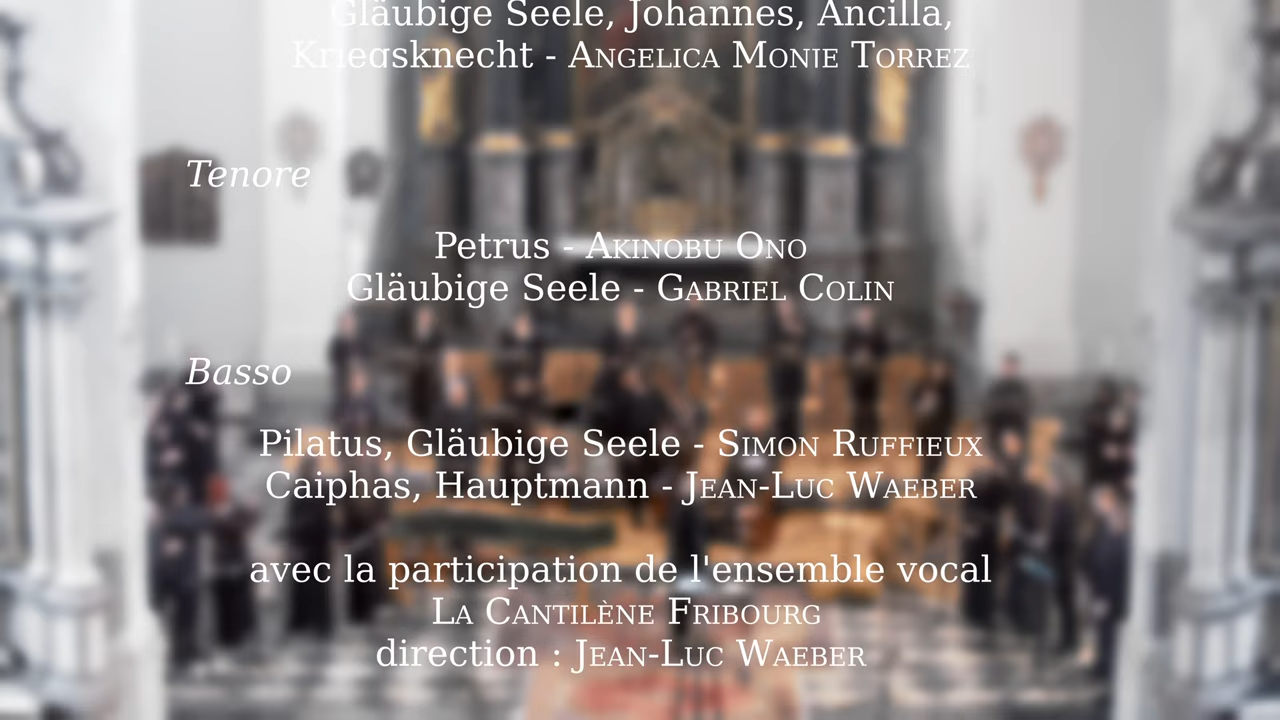 Gläubige Seele, Johannes, Ancilla,
Kriegsknecht - Angelica Monje Torrez
Tenore
Petrus - Akinobu Ono
Gläubige Seele - Gabriel Colin
Basso
Pilatus, Gläubige Seele - Simon Ruffieux
Caiphas, Hauptmann - Jean-Luc Waeber
avec la participation de l'ensemble vocal
La Cantilène Fribourg
direction : Jean-Luc Waeber